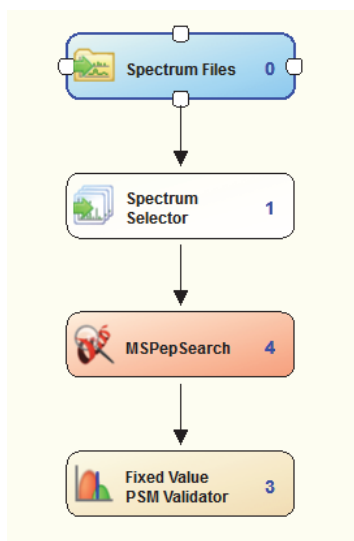 Spectrum Files 0
Spectrum
Selector 1
MSPepSearch 4
Fixed Value
PSM Validator 3